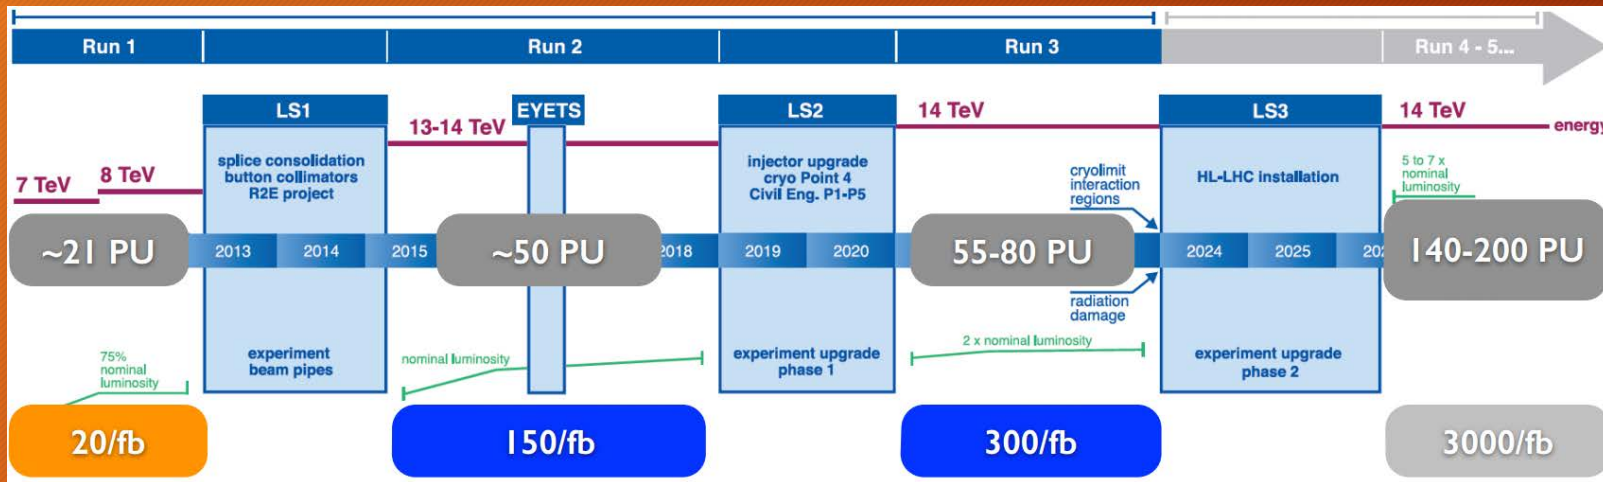 Run 1
Run 2
Run 3
Run 4 - 5...
LS1
EYETS
LS2
LS3
13-14 TeV
14 TeV
14 TeV
energy
7 TeV
8 TeV
splice consolidation
button collimators
R2E project
injector upgrade
cryo Point 4
Civil Eng. P1-P5
cryolimit
interaction
regions
HL-LHC installation
5 to 7 x
nominal
luminosity
~21 PU
2013
2014
2015
~50 PU
2018
2019
2020
55-80 PU
2024
2025
140-200 PU
radiation
damage
75%
nominal
luminosity
experiment
beam pipes
nominal luminosity
experiment upgrade
phase 1
2 x nominal luminosity
experiment upgrade
phase 2
20/fb
150/fb
300/fb
3000/fb